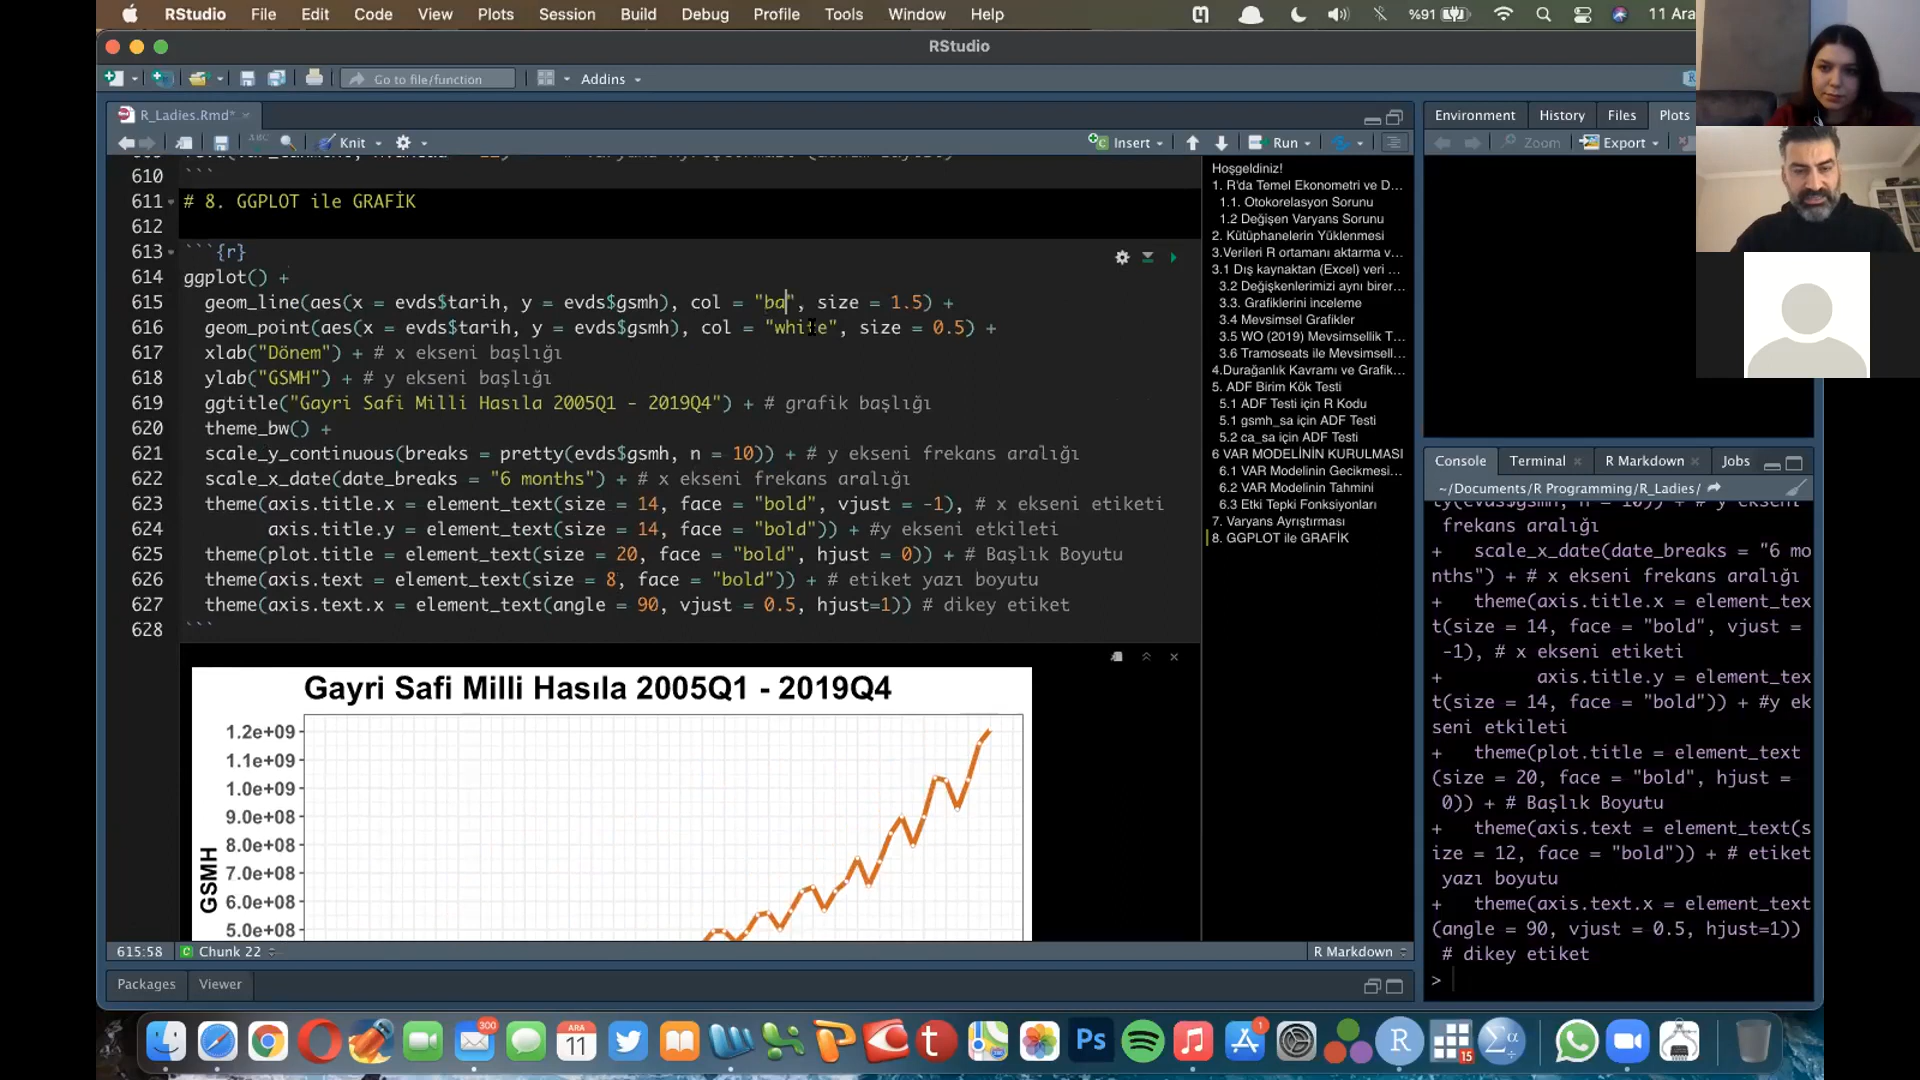 RStudio File Edit Code View Plots Session Build Debug Profile Tools Window Help %91 11 Ara
RStudio
Go to file/function Addins
R_Ladies.Rmd*
Knit Insert Run
610 ```
611 # 8. GGPLOT ile GRAFİK
612
613 ```{r}
614 ggplot() +
615 geom_line(aes(x = evds$tarih, y = evds$gsmh), col = "ba", size = 1.5) +
616 geom_point(aes(x = evds$tarih, y = evds$gsmh), col = "white", size = 0.5) +
617 xlab("Dönem") + # x ekseni başlığı
618 ylab("GSMH") + # y ekseni başlığı
619 ggtitle("Gayri Safi Milli Hasıla 2005Q1 - 2019Q4") + # grafik başlığı
620 theme_bw() +
621 scale_y_continuous(breaks = pretty(evds$gsmh, n = 10)) + # y ekseni frekans aralığı
622 scale_x_date(date_breaks = "6 months") + # x ekseni frekans aralığı
623 theme(axis.title.x = element_text(size = 14, face = "bold", vjust = -1), # x ekseni etiketi
624 axis.title.y = element_text(size = 14, face = "bold")) + #y ekseni etkileti
625 theme(plot.title = element_text(size = 20, face = "bold", hjust = 0)) + # Başlık Boyutu
626 theme(axis.text = element_text(size = 8, face = "bold")) + # etiket yazı boyutu
627 theme(axis.text.x = element_text(angle = 90, vjust = 0.5, hjust=1)) # dikey etiket
628 ```
Gayri Safi Milli Hasıla 2005Q1 - 2019Q4
1.2e+09
1.1e+09
1.0e+09
9.0e+08
8.0e+08
7.0e+08
6.0e+08
5.0e+08
GSMH
615:58 Chunk 22 R Markdown
Packages Viewer
Hoşgeldiniz!
1. R'da Temel Ekonometri ve D...
1.1. Otokorelasyon Sorunu
1.2 Değişen Varyans Sorunu
2. Kütüphanelerin Yüklenmesi
3.Verileri R ortamanı aktarma v...
3.1 Dış kaynaktan (Excel) veri ...
3.2 Değişkenlerimizi aynı birer...
3.3. Grafiklerini inceleme
3.4 Mevsimsel Grafikler
3.5 WO (2019) Mevsimsellik T...
3.6 Tramoseats ile Mevsimsell...
4.Durağanlık Kavramı ve Grafik...
5. ADF Birim Kök Testi
5.1 ADF Testi için R Kodu
5.1 gsmh_sa için ADF Testi
5.2 ca_sa için ADF Testi
6 VAR MODELİNİN KURULMASI
6.1 VAR Modelinin Gecikmesi...
6.2 VAR Modelinin Tahmini
6.3 Etki Tepki Fonksiyonları
7. Varyans Ayrıştırması
8. GGPLOT ile GRAFİK
Environment History Files Plots
Zoom Export
Console Terminal R Markdown Jobs
~/Documents/R Programming/R_Ladies/
ty(evds$gsmh, n = 10)) + # y ekseni
frekans aralığı
+ scale_x_date(date_breaks = "6 mo
nths") + # x ekseni frekans aralığı
+ theme(axis.title.x = element_tex
t(size = 14, face = "bold", vjust =
-1), # x ekseni etiketi
+ axis.title.y = element_tex
t(size = 14, face = "bold")) + #y ek
seni etkileti
+ theme(plot.title = element_text
(size = 20, face = "bold", hjust =
0)) + # Başlık Boyutu
+ theme(axis.text = element_text(s
ize = 12, face = "bold")) + # etiket
yazı boyutu
+ theme(axis.text.x = element_text
(angle = 90, vjust = 0.5, hjust=1))
# dikey etiket
>
300
ARA
11
t
Ps
1
R
15
Σα